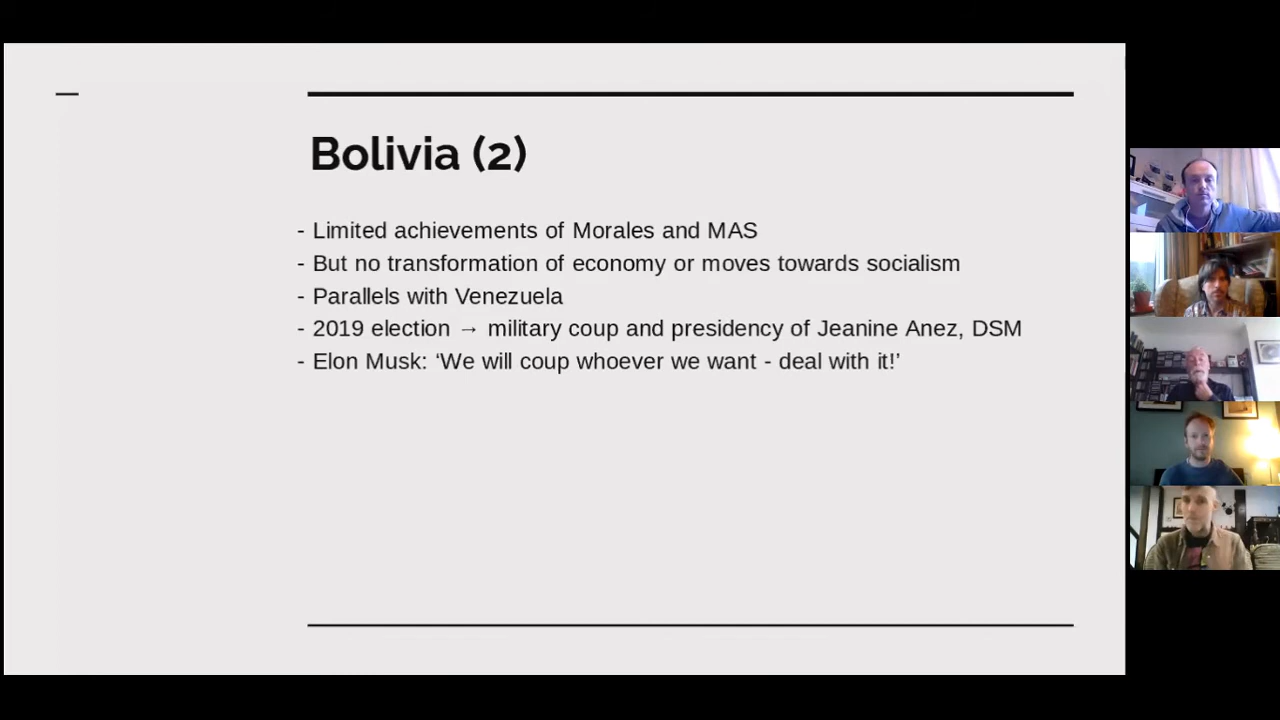 Bolivia (2)
- Limited achievements of Morales and MAS
- But no transformation of economy or moves towards socialism
- Parallels with Venezuela
- 2019 election → military coup and presidency of Jeanine Anez, DSM
- Elon Musk: ‘We will coup whoever we want - deal with it!’